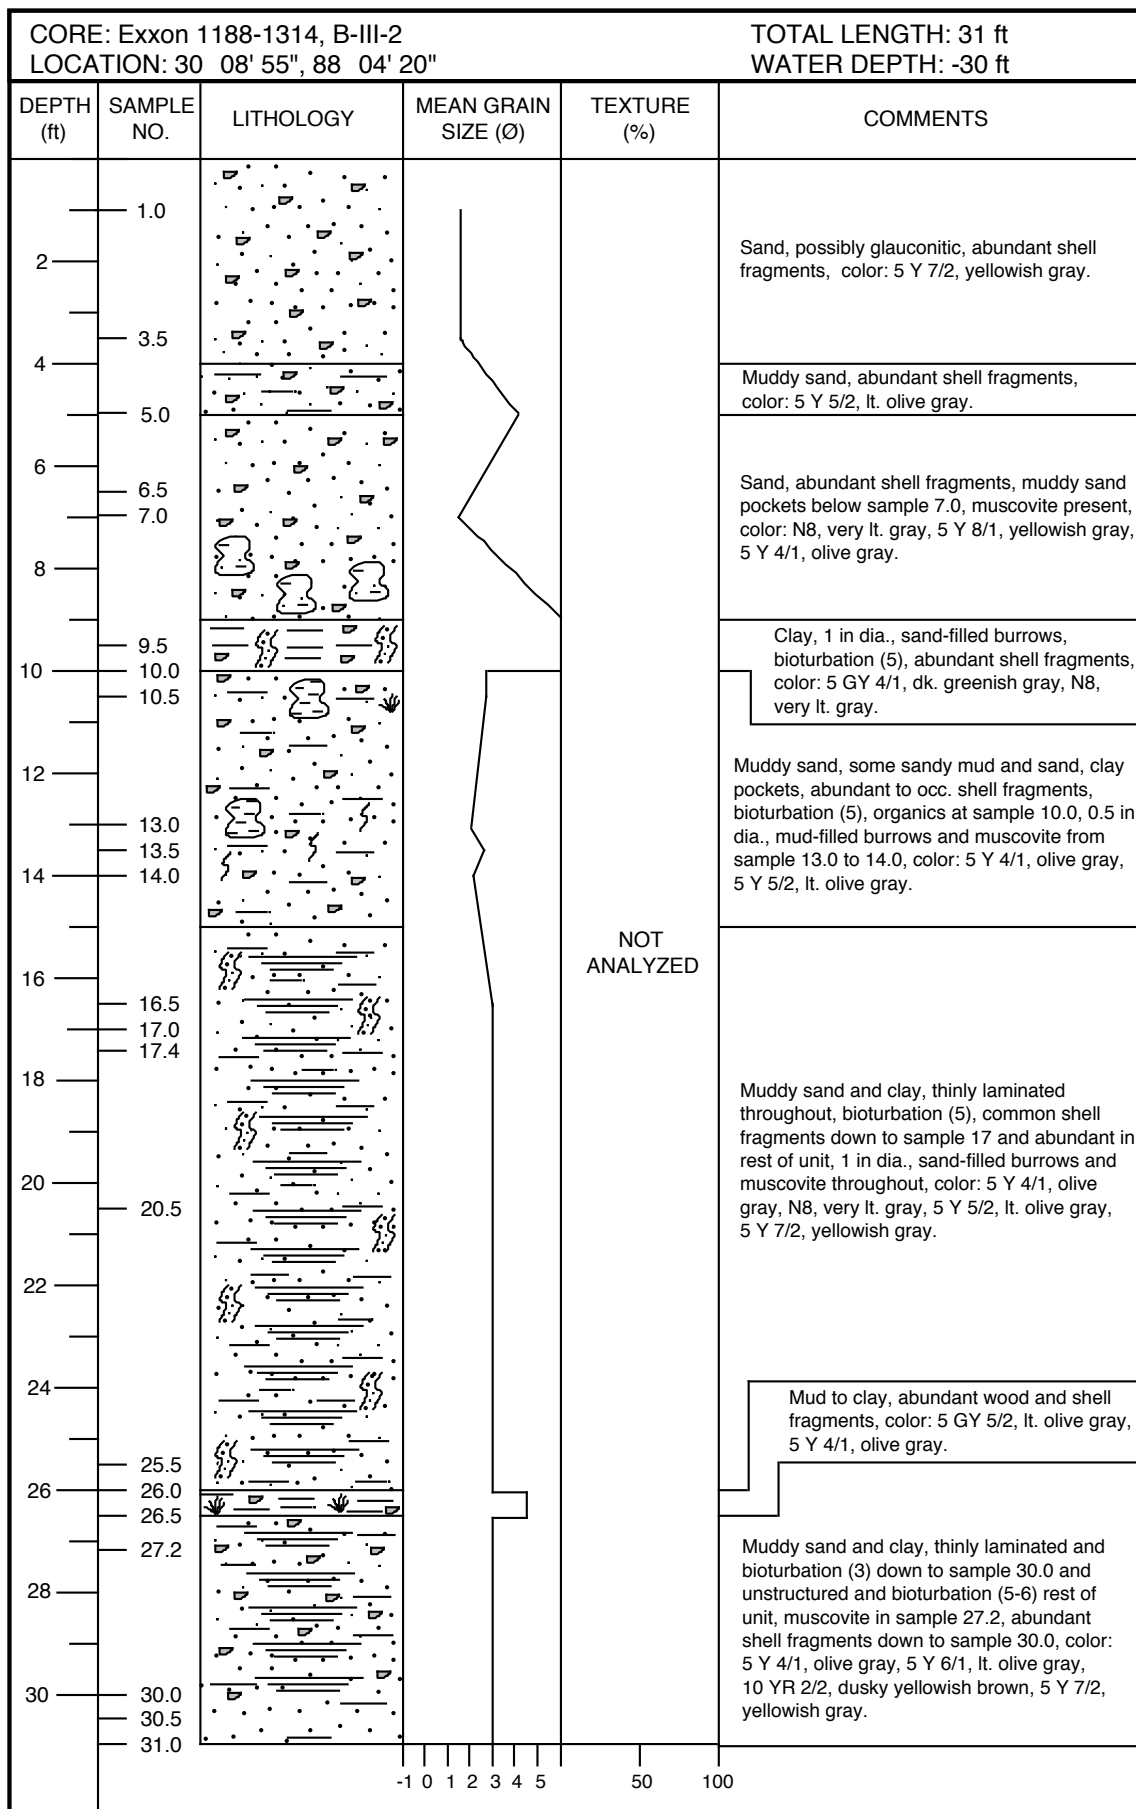 CORE: Exxon 1188-1314, B-III-2
TOTAL LENGTH: 31 ft
LOCATION: 30 08' 55", 88 04' 20"
WATER DEPTH: -30 ft
DEPTH
(ft)
SAMPLE
NO.
LITHOLOGY
MEAN GRAIN
SIZE (Ø)
TEXTURE
(%)
COMMENTS
1.0
2
3.5
4
5.0
6
6.5
7.0
8
9.5
10
10.0
10.5
12
13.0
13.5
14
14.0
16
16.5
17.0
17.4
18
20
20.5
22
24
25.5
26
26.0
26.5
27.2
28
30
30.0
30.5
31.0
-1 0 1 2 3 4 5
NOT
ANALYZED
50
100
Sand, possibly glauconitic, abundant shell
fragments, color: 5 Y 7/2, yellowish gray.
Muddy sand, abundant shell fragments,
color: 5 Y 5/2, lt. olive gray.
Sand, abundant shell fragments, muddy sand
pockets below sample 7.0, muscovite present,
color: N8, very lt. gray, 5 Y 8/1, yellowish gray,
5 Y 4/1, olive gray.
Clay, 1 in dia., sand-filled burrows,
bioturbation (5), abundant shell fragments,
color: 5 GY 4/1, dk. greenish gray, N8,
very lt. gray.
Muddy sand, some sandy mud and sand, clay
pockets, abundant to occ. shell fragments,
bioturbation (5), organics at sample 10.0, 0.5 in
dia., mud-filled burrows and muscovite from
sample 13.0 to 14.0, color: 5 Y 4/1, olive gray,
5 Y 5/2, lt. olive gray.
Muddy sand and clay, thinly laminated
throughout, bioturbation (5), common shell
fragments down to sample 17 and abundant in
rest of unit, 1 in dia., sand-filled burrows and
muscovite throughout, color: 5 Y 4/1, olive
gray, N8, very lt. gray, 5 Y 5/2, lt. olive gray,
5 Y 7/2, yellowish gray.
Mud to clay, abundant wood and shell
fragments, color: 5 GY 5/2, lt. olive gray,
5 Y 4/1, olive gray.
Muddy sand and clay, thinly laminated and
bioturbation (3) down to sample 30.0 and
unstructured and bioturbation (5-6) rest of
unit, muscovite in sample 27.2, abundant
shell fragments down to sample 30.0, color:
5 Y 4/1, olive gray, 5 Y 6/1, lt. olive gray,
10 YR 2/2, dusky yellowish brown, 5 Y 7/2,
yellowish gray.